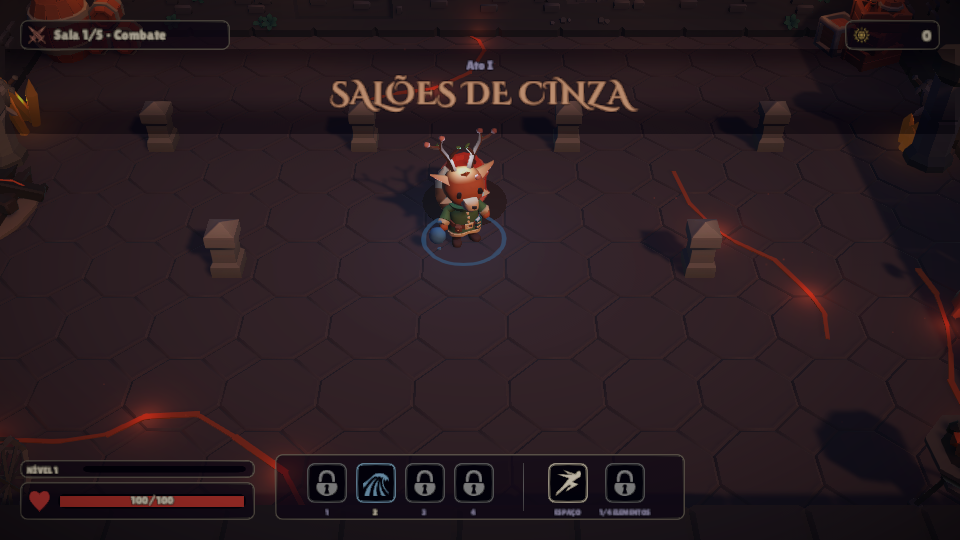 Sala 1/5 - Combate
0
Ato I
SALÕES DE CINZA
NÍVEL 1
100/100
1
2
3
4
ESPAÇO
1/4 ELEMENTOS